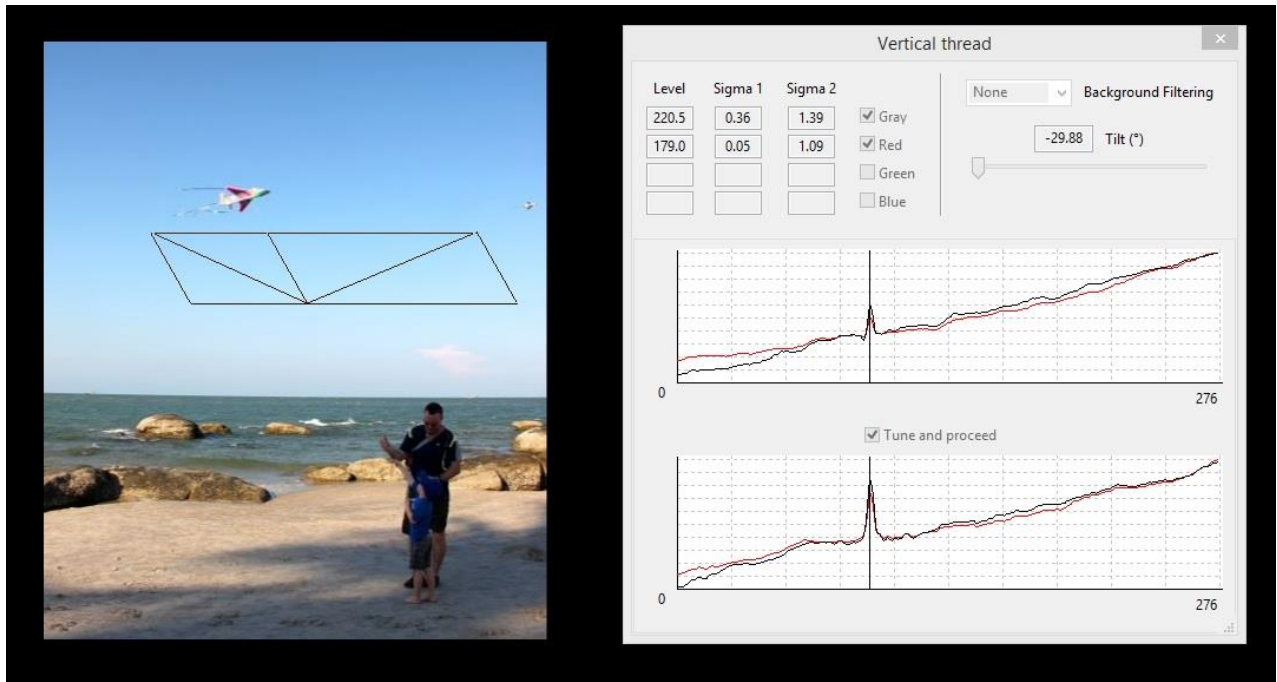 Vertical thread
Level Sigma 1 Sigma 2
None Background Filtering
220.5 0.36 1.39 Gray
179.0 0.05 1.09 Red
-29.88 Tilt (°)
Green
Blue
0 276
Tune and proceed
0 276